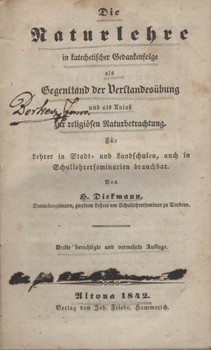 Die
Naturlehre
in katechetischer Gedankenfolge
als
Gegenstand der Verstandesübung
und als Anlaß
zur religiösen Naturbetrachtung.
Für
Lehrer in Stadt- und Landschulen, auch in
Schullehrerseminarien brauchbar.
Von
H. Diekmann,
Dannebrogsmann, zweitem Lehrer am Schullehrerseminar zu Tondern.
Dritte berichtigte und vermehrte Auflage.
Altona 1842.
Verlag von Joh. Friedr. Hammerich.